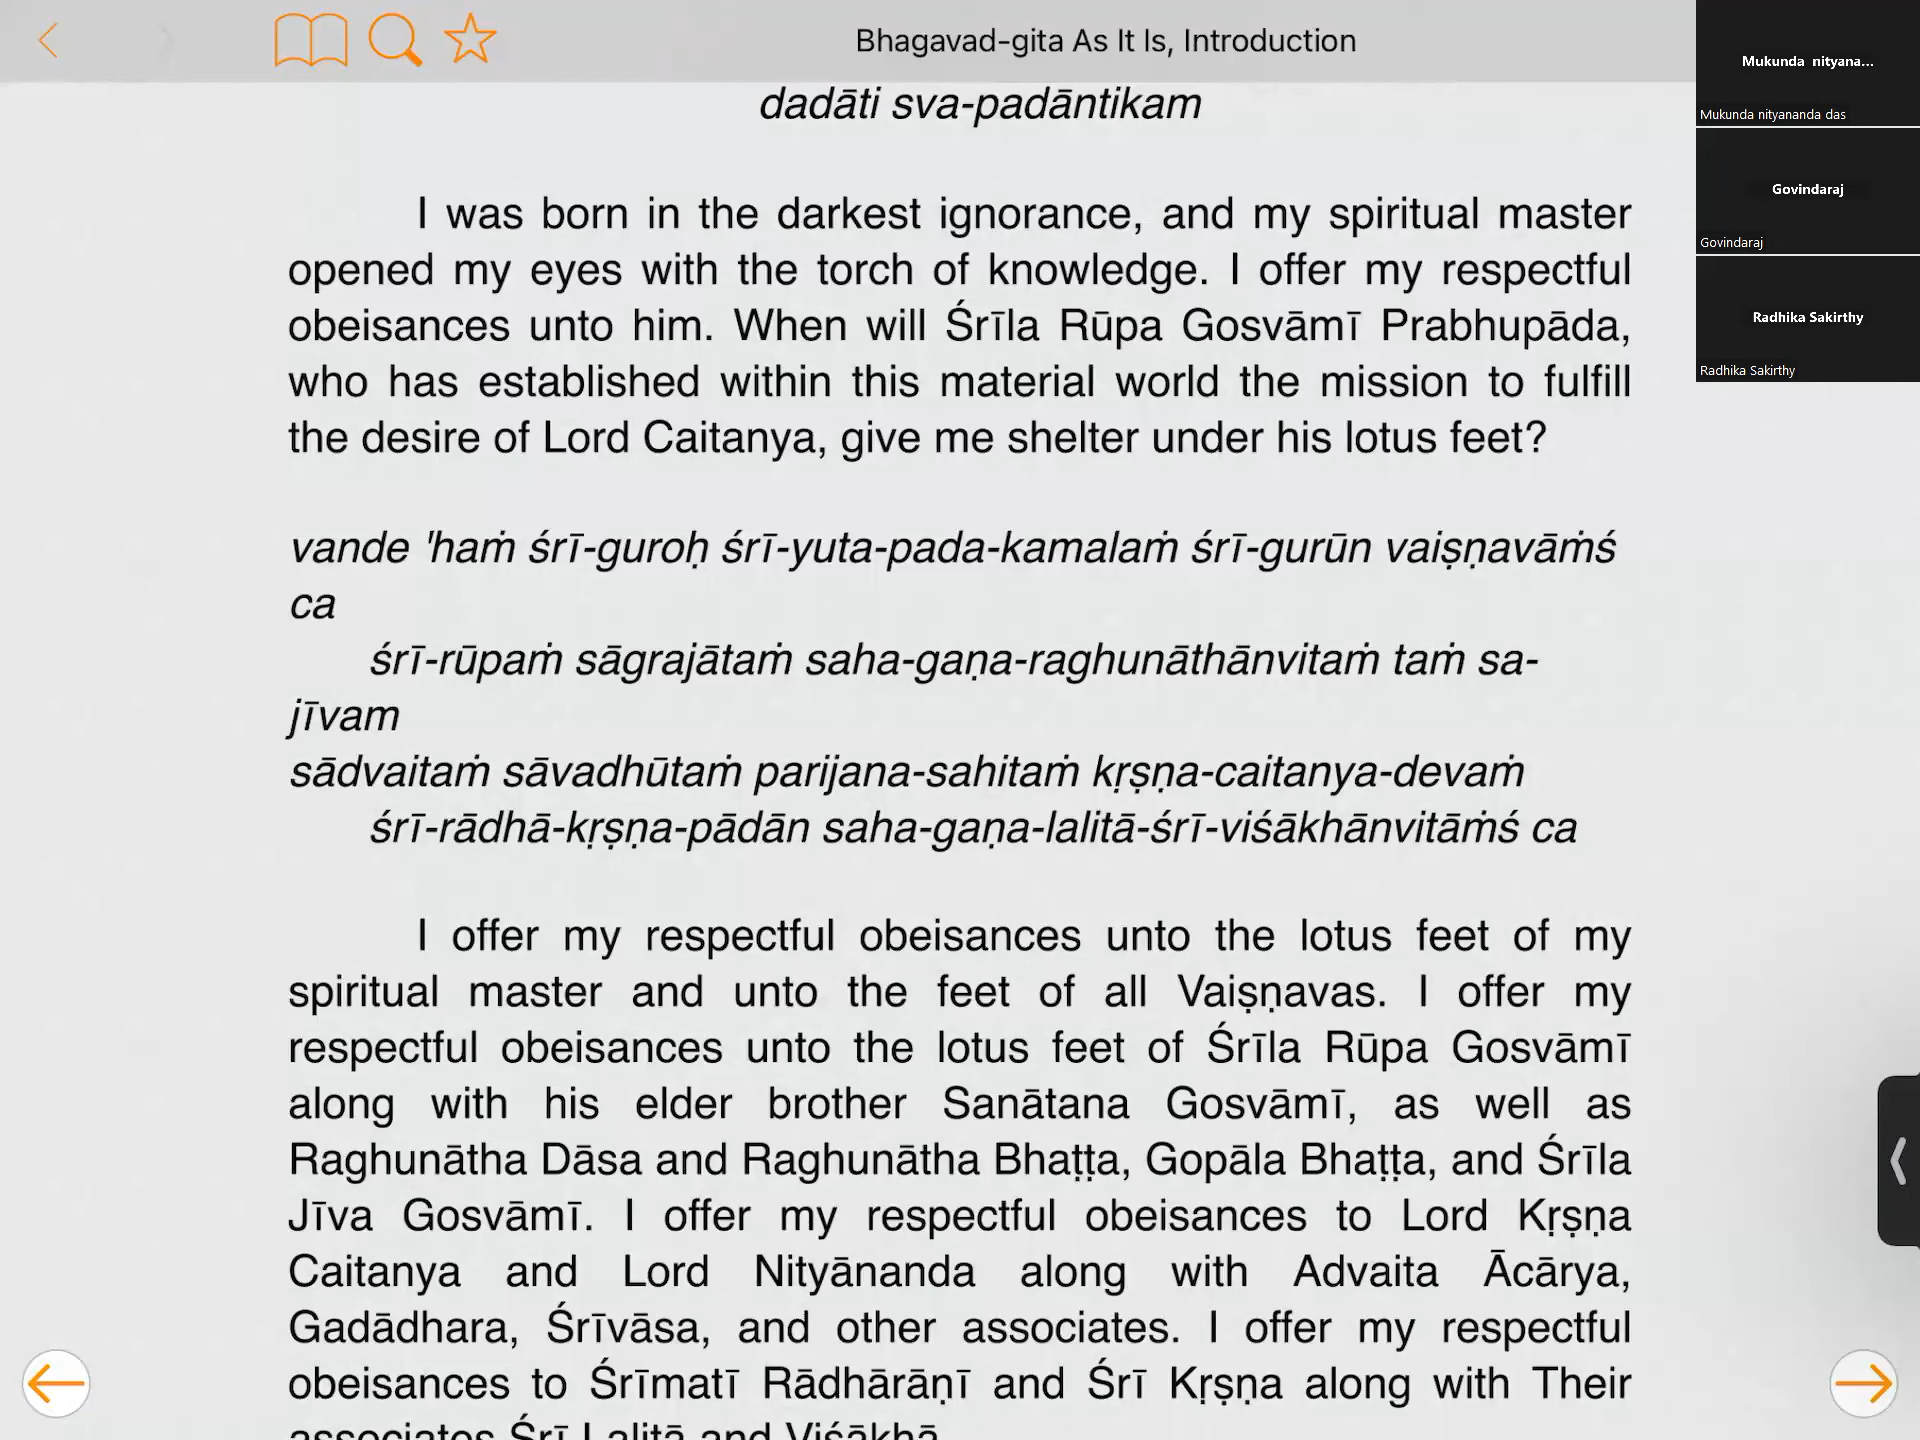 Bhagavad-gita As It Is, Introduction
dadāti sva-padāntikam
I was born in the darkest ignorance, and my spiritual master
opened my eyes with the torch of knowledge. I offer my respectful
obeisances unto him. When will Śrīla Rūpa Gosvāmī Prabhupāda,
who has established within this material world the mission to fulfill
the desire of Lord Caitanya, give me shelter under his lotus feet?
vande 'haṁ śrī-guroḥ śrī-yuta-pada-kamalaṁ śrī-gurūn vaiṣṇavāṁś
ca
śrī-rūpaṁ sāgrajātaṁ saha-gaṇa-raghunāthānvitaṁ taṁ sa-
jīvam
sādvaitaṁ sāvadhūtaṁ parijana-sahitaṁ kṛṣṇa-caitanya-devaṁ
śrī-rādhā-kṛṣṇa-pādān saha-gaṇa-lalitā-śrī-viśākhānvitāṁś ca
I offer my respectful obeisances unto the lotus feet of my
spiritual master and unto the feet of all Vaiṣṇavas. I offer my
respectful obeisances unto the lotus feet of Śrīla Rūpa Gosvāmī
along with his elder brother Sanātana Gosvāmī, as well as
Raghunātha Dāsa and Raghunātha Bhaṭṭa, Gopāla Bhaṭṭa, and Śrīla
Jīva Gosvāmī. I offer my respectful obeisances to Lord Kṛṣṇa
Caitanya and Lord Nityānanda along with Advaita Ācārya,
Gadādhara, Śrīvāsa, and other associates. I offer my respectful
obeisances to Śrīmatī Rādhārāṇī and Śrī Kṛṣṇa along with Their
associates Śrī Lalitā and Viśākhā.
Mukunda nityana...
Mukunda nityananda das
Govindaraj
Govindaraj
Radhika Sakirthy
Radhika Sakirthy